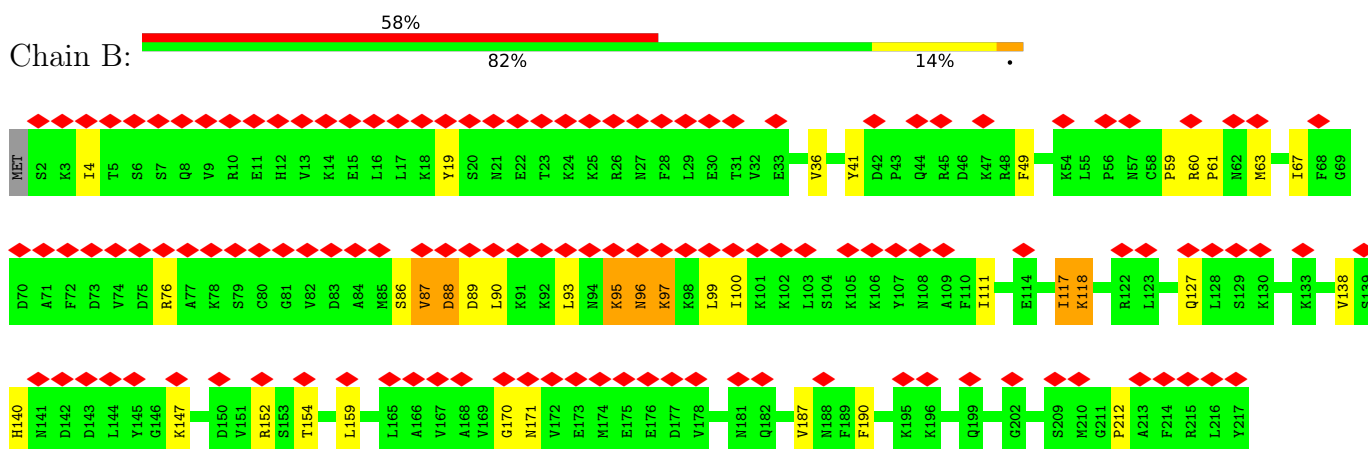 58%
Chain B:
82% 14% •
MET S2 K3 I4 T5 S6 S7 Q8 V9 R10 E11 H12 V13 K14 E15 L16 L17 K18 Y19 S20 N21 E22 T23 K24 K25 R26 N27 F28 L29 E30 T31 V32 E33 V36 Y41 D42 P43 Q44 R45 D46 K47 R48 F49 K54 L55 P56 N57 C58 P59 R60 P61 N62 M63 I67 F68 G69
D70 A71 F72 D73 V74 D75 R76 A77 K78 S79 C80 G81 V82 D83 A84 M85 S86 V87 D88 D89 L90 K91 K92 L93 N94 K95 N96 K97 K98 L99 I100 K101 K102 L103 S104 K105 K106 Y107 N108 A109 F110 I111 E114 I117 K118 R122 L123 Q127 L128 S129 K130 K133 V138 S139
H140 N141 D142 D143 L144 Y145 G146 K147 D150 V151 R152 S153 T154 L159 L165 A166 V167 A168 V169 G170 N171 V172 E173 M174 E175 E176 D177 V178 N181 Q182 V187 N188 F189 F190 K195 K196 Q199 G202 S209 M210 G211 P212 A213 F214 R215 L216 Y217